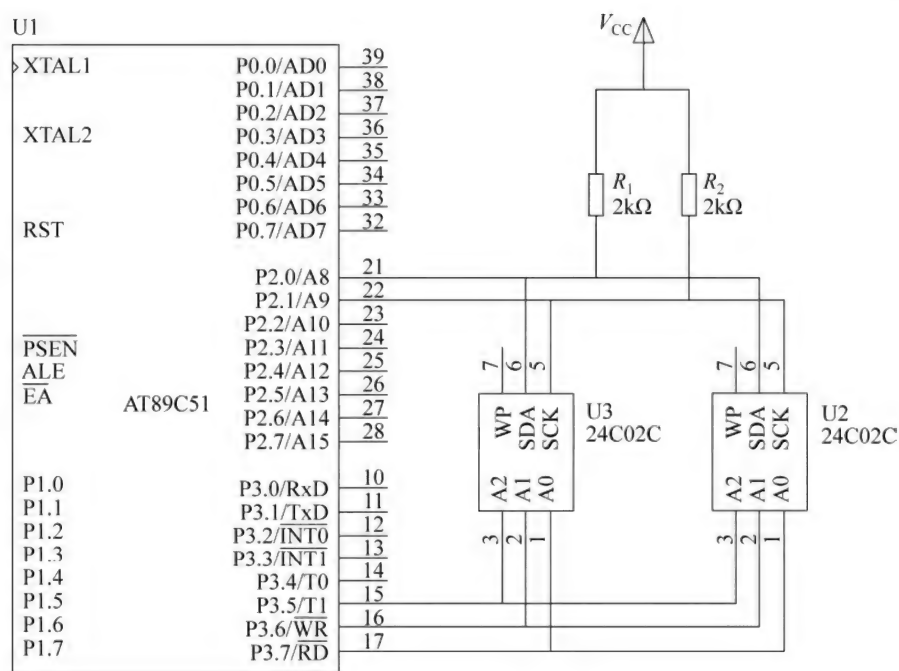 U1
XTAL1
XTAL2
RST
PSEN
ALE
EA
AT89C51
P1.0
P1.1
P1.2
P1.3
P1.4
P1.5
P1.6
P1.7
P0.0/AD0 39
P0.1/AD1 38
P0.2/AD2 37
P0.3/AD3 36
P0.4/AD4 35
P0.5/AD5 34
P0.6/AD6 33
P0.7/AD7 32
P2.0/A8 21
P2.1/A9 22
P2.2/A10 23
P2.3/A11 24
P2.4/A12 25
P2.5/A13 26
P2.6/A14 27
P2.7/A15 28
P3.0/RxD 10
P3.1/TxD 11
P3.2/INT0 12
P3.3/INT1 13
P3.4/T0 14
P3.5/T1 15
P3.6/WR 16
P3.7/RD 17
VCC
R1
2kΩ
R2
2kΩ
7 6 5
WP SDA SCK
A2 A1 A0
3 2 1
U3
24C02C
7 6 5
WP SDA SCK
A2 A1 A0
3 2 1
U2
24C02C